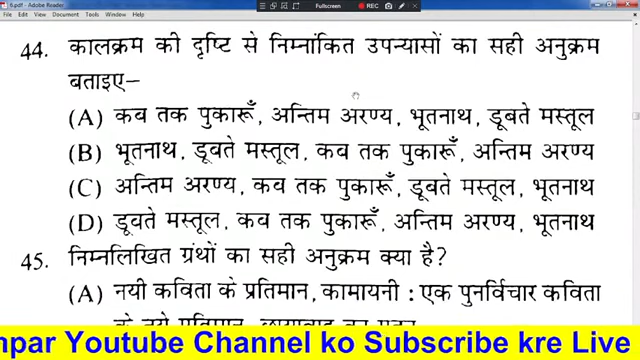 6.pdf - Adobe Reader
Fullscreen
REC
File Edit View Document Tools Window Help
44. कालक्रम की दृष्टि से निम्नांकित उपन्यासों का सही अनुक्रम
बताइए–
(A) कब तक पुकारूँ, अन्तिम अरण्य, भूतनाथ, डूबते मस्तूल
(B) भूतनाथ, डूबते मस्तूल, कब तक पुकारूँ, अन्तिम अरण्य
(C) अन्तिम अरण्य, कब तक पुकारूँ, डूबते मस्तूल, भूतनाथ
(D) डूबते मस्तूल, कब तक पुकारूँ, अन्तिम अरण्य, भूतनाथ
45. निम्नलिखित ग्रंथों का सही अनुक्रम क्या है?
(A) नयी कविता के प्रतिमान, कामायनी : एक पुनर्विचार कविता
mpar Youtube Channel ko Subscribe kre Live